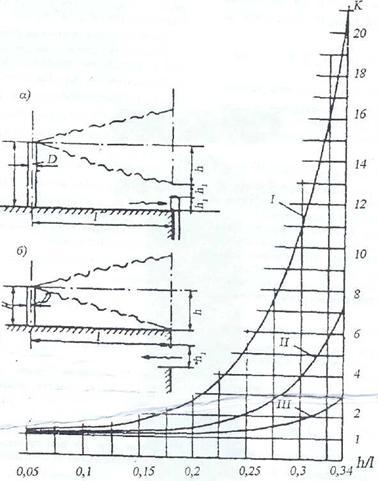 K
20
18
16
14
12
10
8
6
4
2
1
а)
D
h
h₁
l
I
б)
h
h₁
l
II
III
0,05 0,1 0,15 0,2 0,25 0,3 0,34 h/l